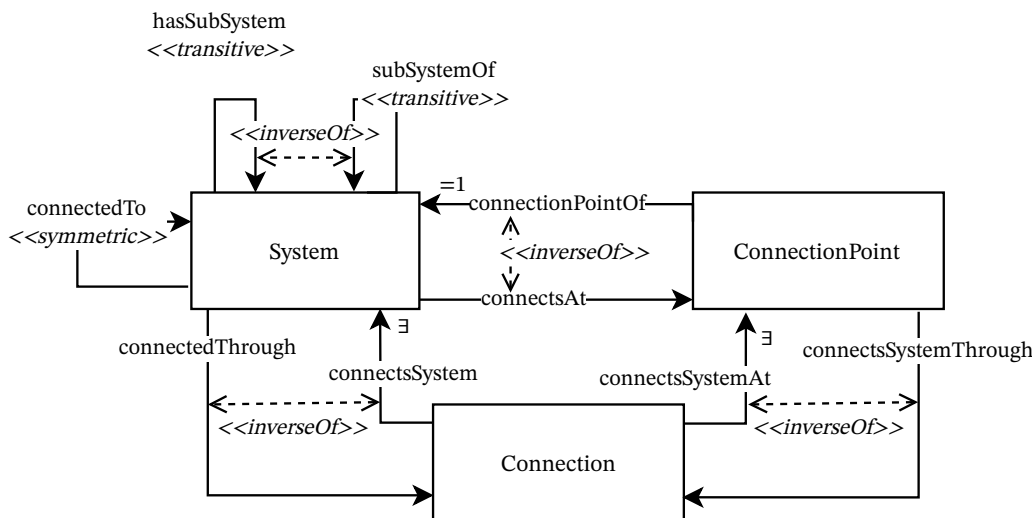 hasSubSystem
<<transitive>>
subSystemOf
<<transitive>>
<<inverseOf>>
=1
connectedTo
<<symmetric>>
connectionPointOf
System
<<inverseOf>>
ConnectionPoint
connectsAt
∃
∃
connectedThrough
connectsSystemThrough
connectsSystem
connectsSystemAt
<<inverseOf>>
<<inverseOf>>
Connection